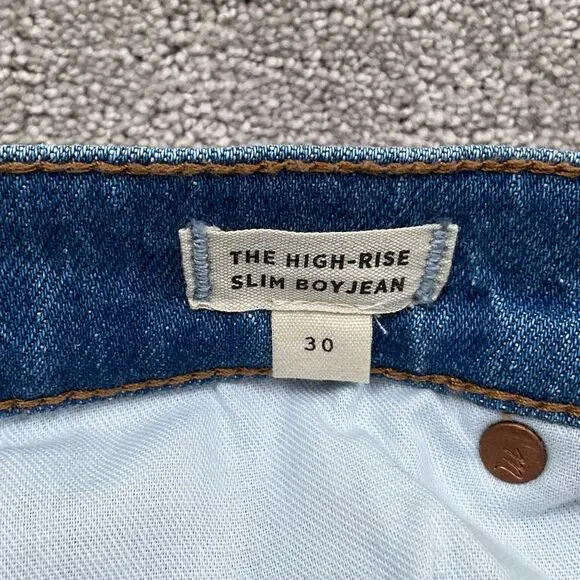 THE HIGH-RISE
SLIM BOYJEAN
30